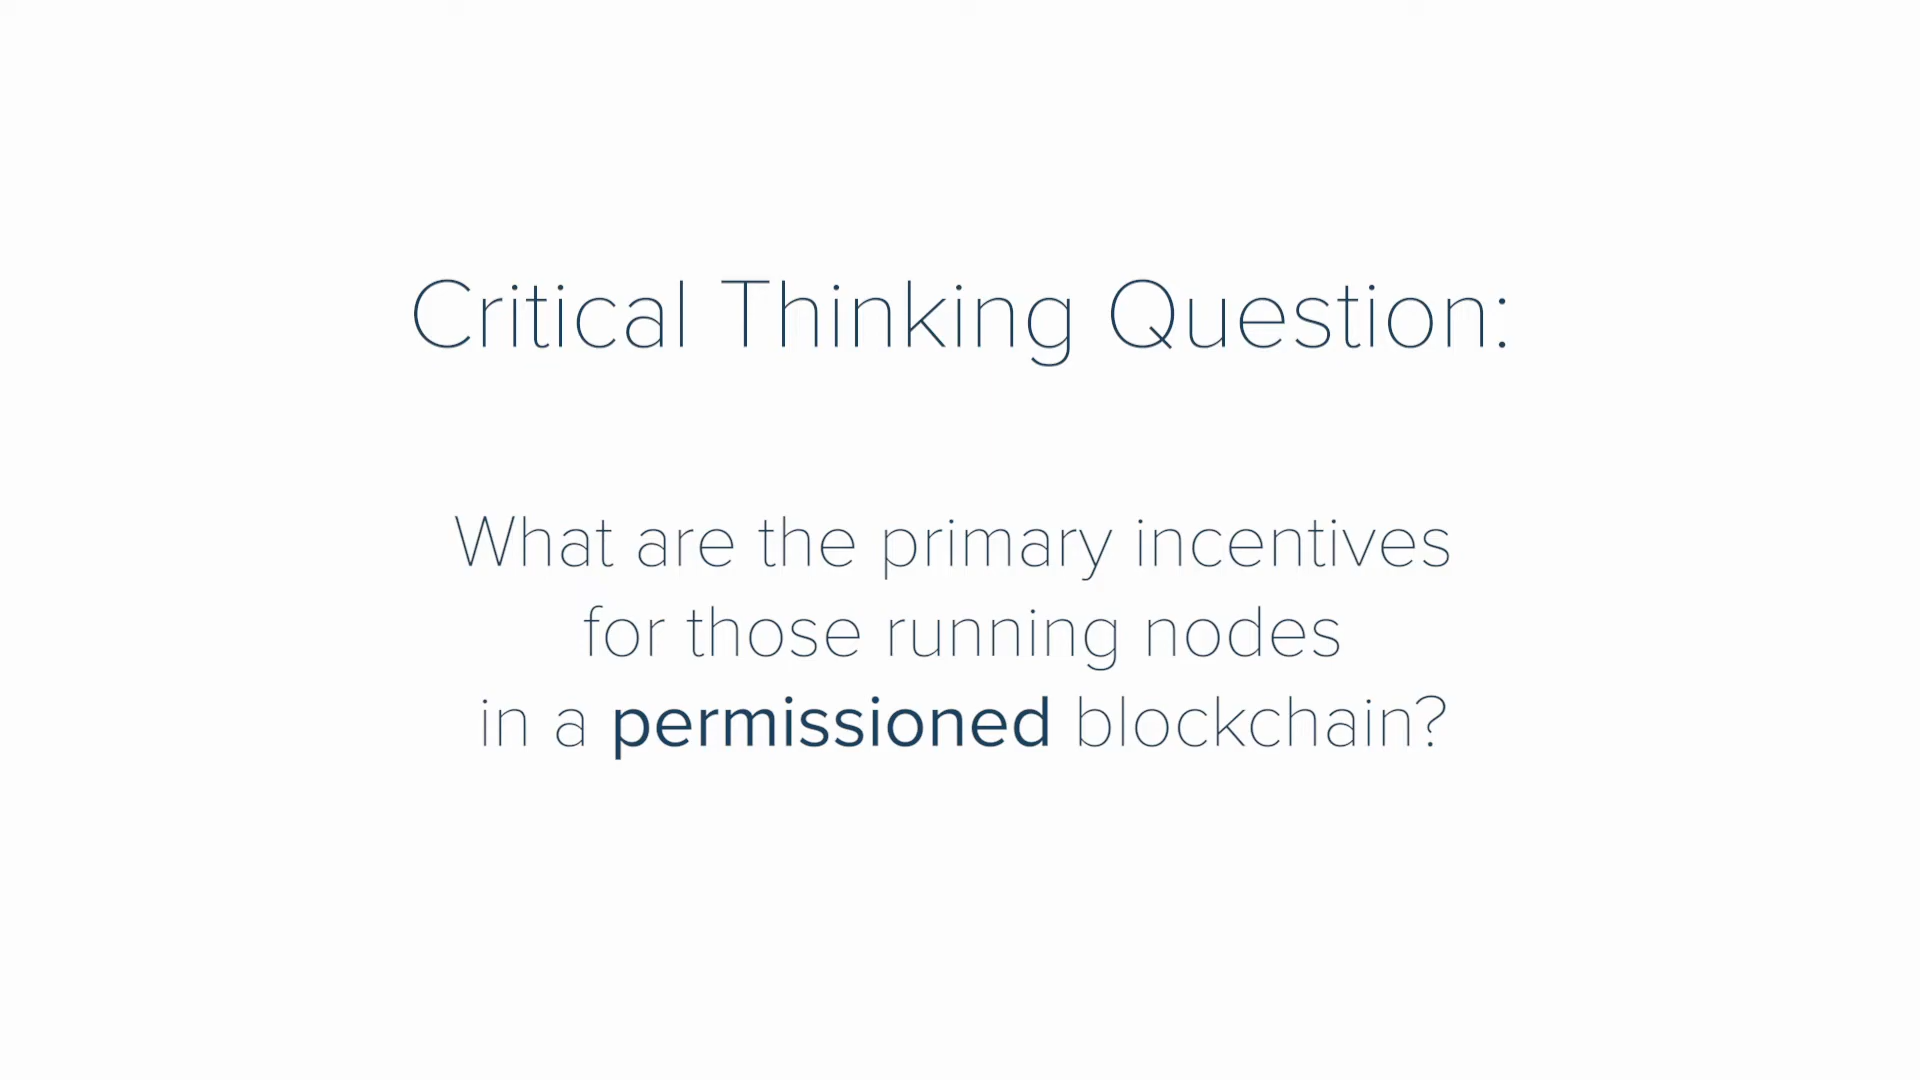 Critical Thinking Question:
What are the primary incentives
for those running nodes
in a permissioned blockchain?